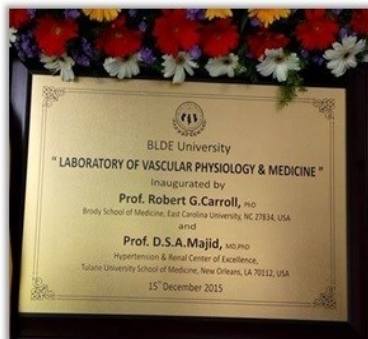 BLDE University
" LABORATORY OF VASCULAR PHYSIOLOGY & MEDICINE "
Inaugurated by
Prof. Robert G.Carroll, PhD
Brody School of Medicine, East Carolina University, NC 27834, USA
and
Prof. D.S.A.Majid, MD,PhD
Hypertension & Renal Center of Excellence,
Tulane University School of Medicine, New Orleans, LA 70112, USA
15th December 2015